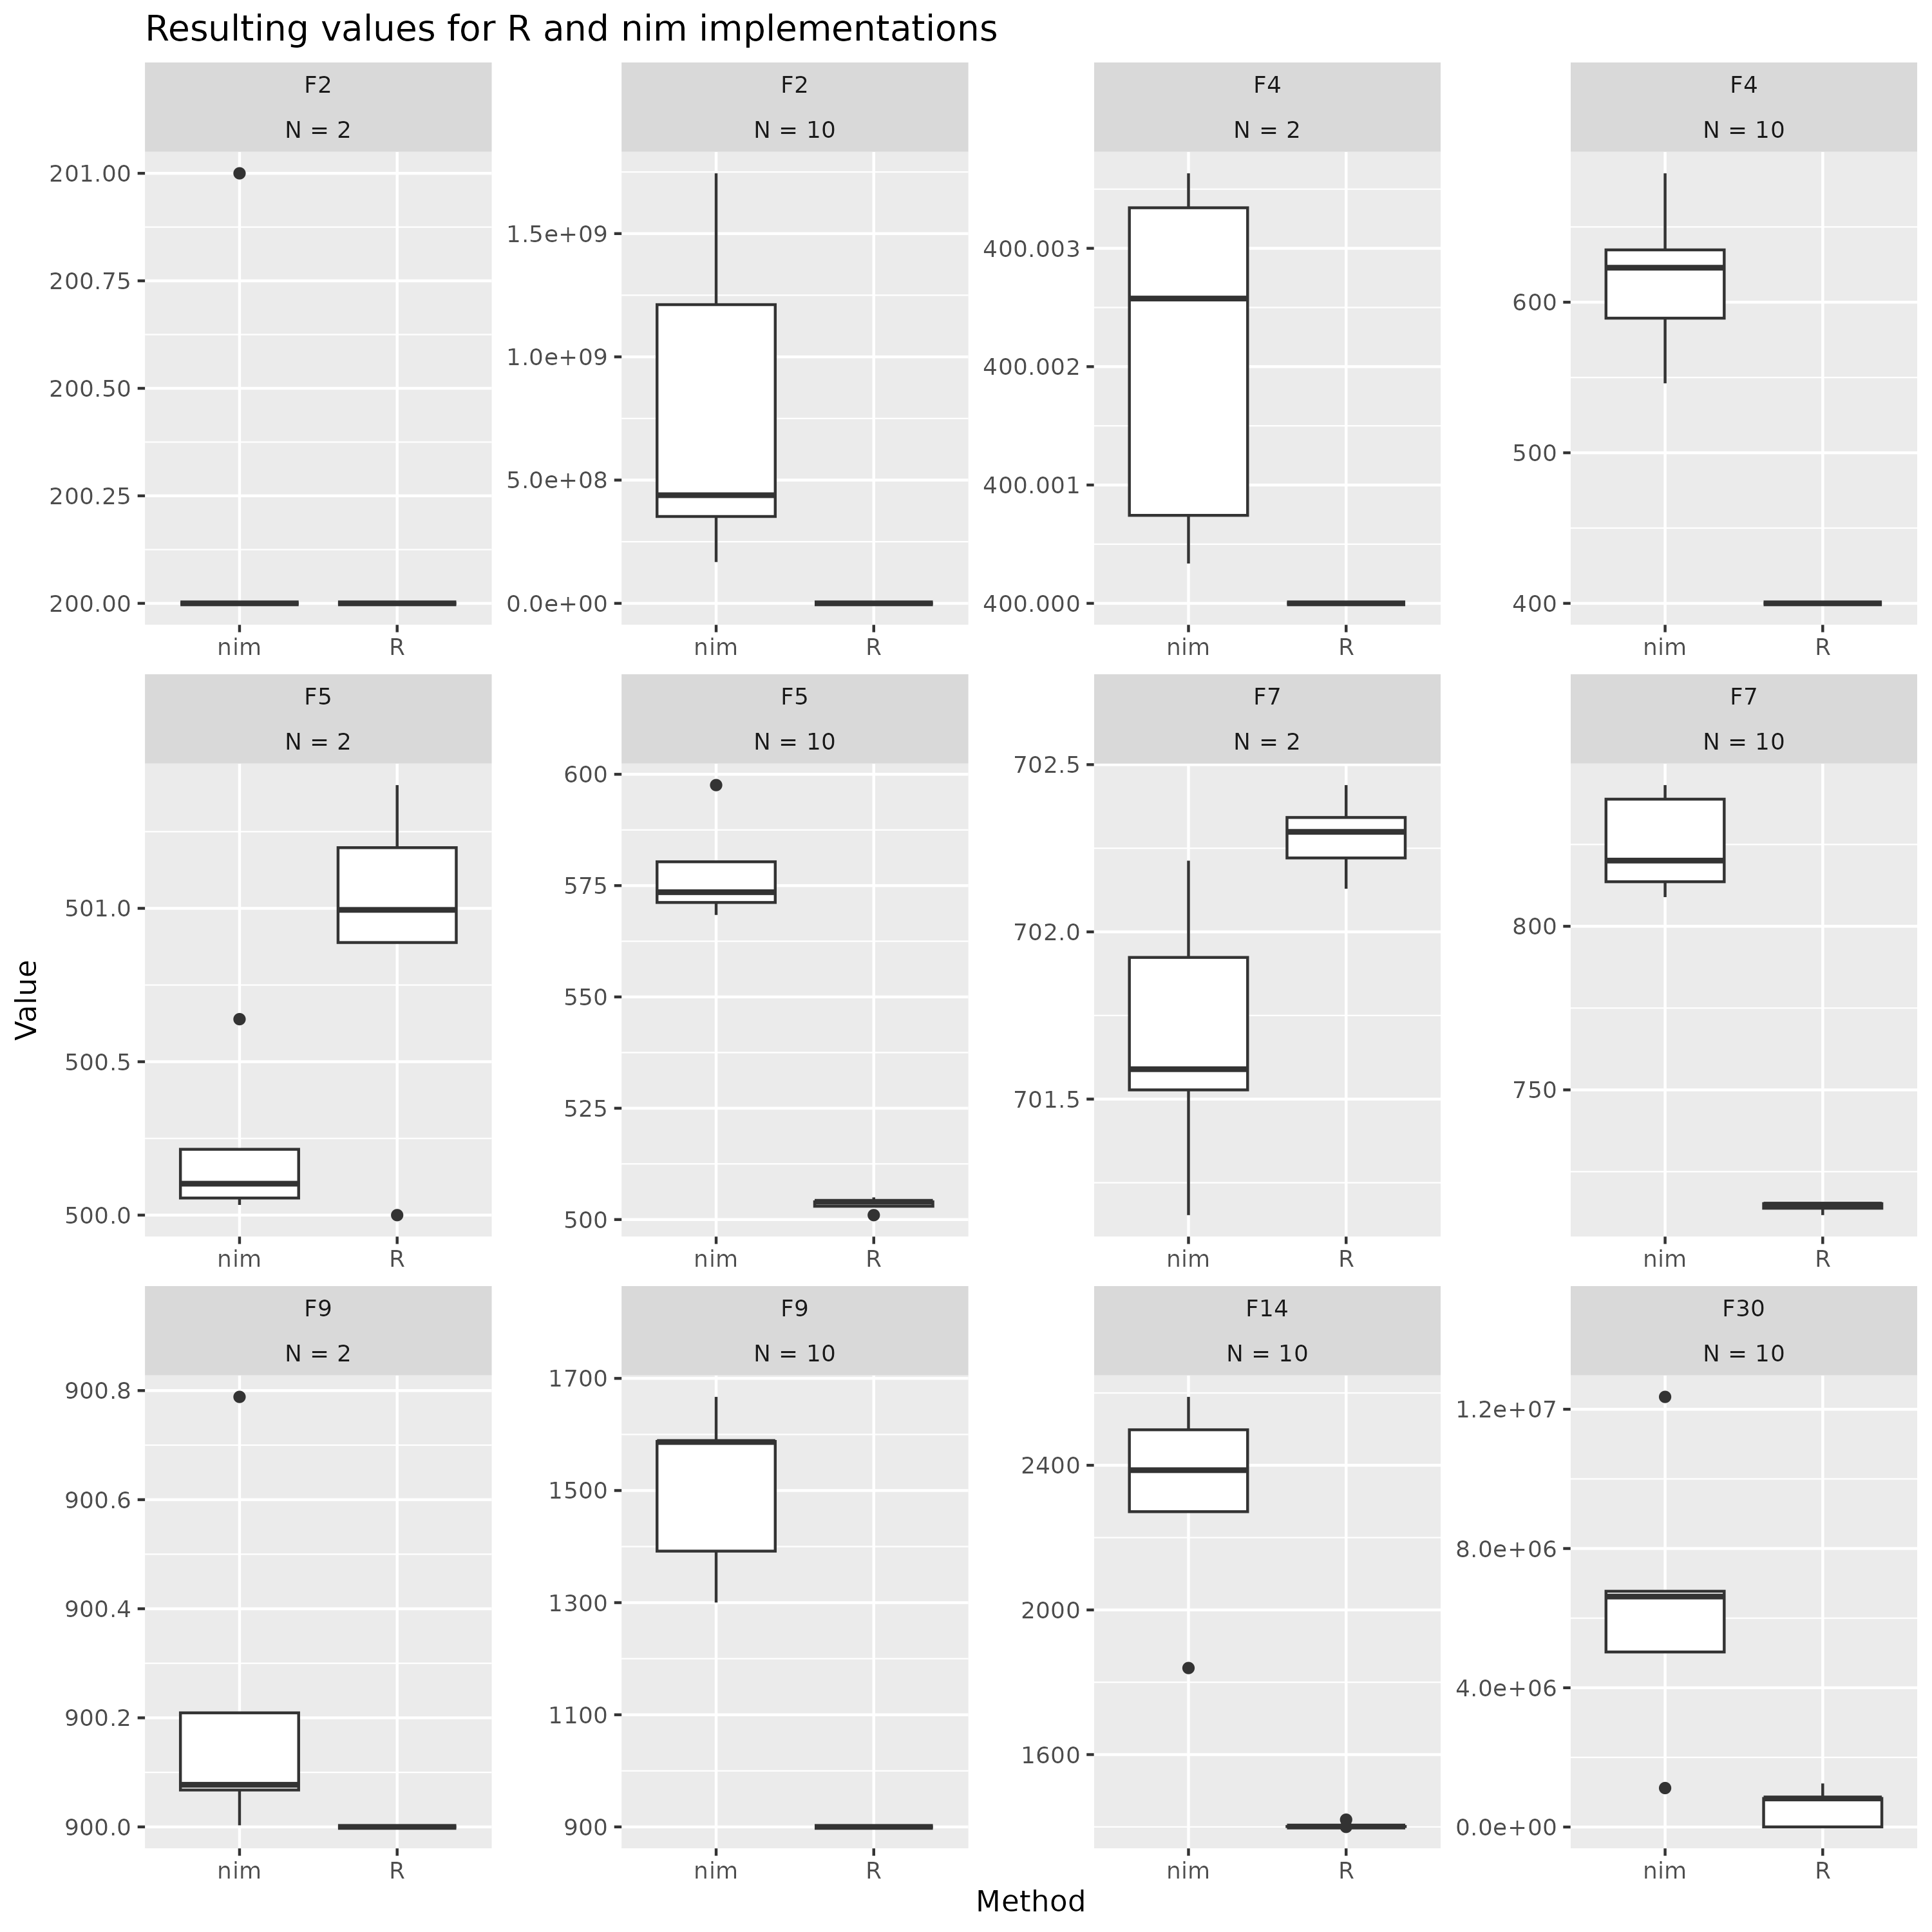 Resulting values for R and nim implementations
F2
N = 2
F2
N = 10
F4
N = 2
F4
N = 10
201.00
200.75
200.50
200.25
200.00
1.5e+09
1.0e+09
5.0e+08
0.0e+00
400.003
400.002
400.001
400.000
600
500
400
nim R
nim R
nim R
nim R
F5
N = 2
F5
N = 10
F7
N = 2
F7
N = 10
501.0
500.5
500.0
600
575
550
525
500
702.5
702.0
701.5
800
750
nim R
nim R
nim R
nim R
Value
F9
N = 2
F9
N = 10
F14
N = 10
F30
N = 10
900.8
900.6
900.4
900.2
900.0
1700
1500
1300
1100
900
2400
2000
1600
1.2e+07
8.0e+06
4.0e+06
0.0e+00
nim R
nim R
nim R
nim R
Method